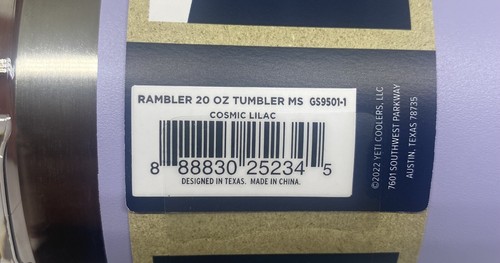 RAMBLER 20 OZ TUMBLER MS GS9501-1
COSMIC LILAC
8 88830 25234 5
DESIGNED IN TEXAS. MADE IN CHINA.
©2022 YETI COOLERS, LLC
7601 SOUTHWEST PARKWAY
AUSTIN, TEXAS 78735